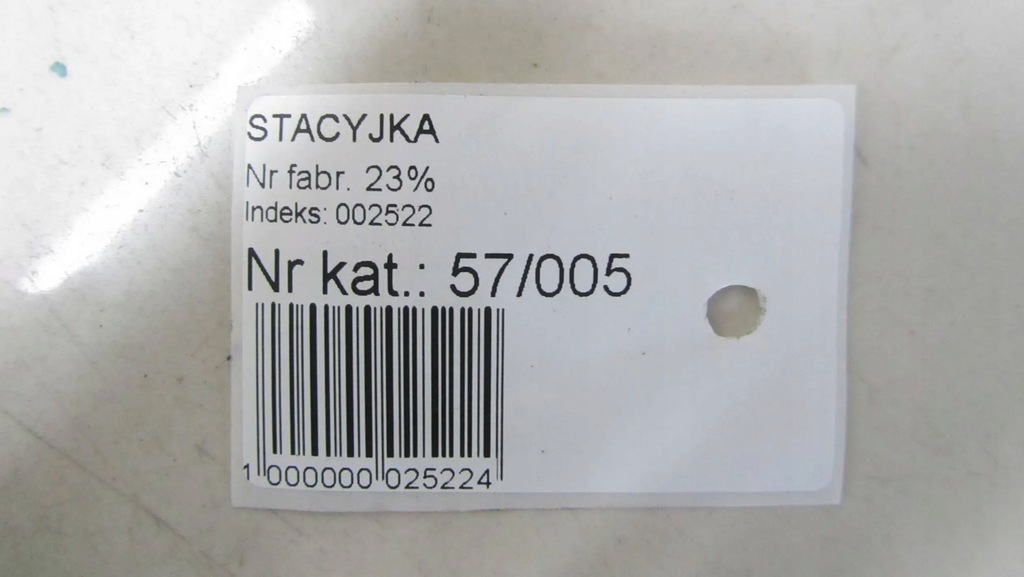 STACYJKA
Nr fabr. 23%
Indeks: 002522
Nr kat.: 57/005
1 000000 025224